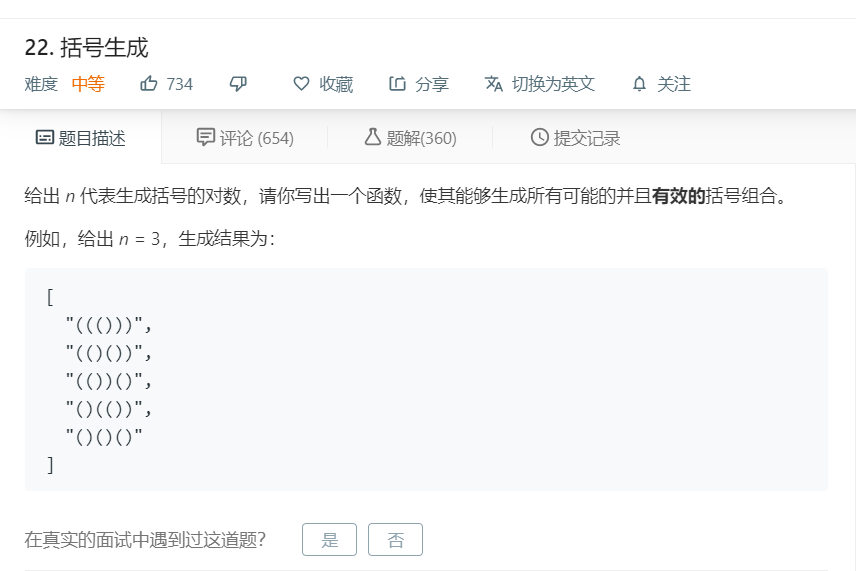 22. 括号生成
难度 中等 734 收藏 分享 切换为英文 关注
题目描述 评论 (654) 题解(360) 提交记录
给出 n 代表生成括号的对数，请你写出一个函数，使其能够生成所有可能的并且有效的括号组合。
例如，给出 n = 3，生成结果为：
[
"((()))",
"(()())",
"(())()",
"()(())",
"()()()"
]
在真实的面试中遇到过这道题？ 是 否